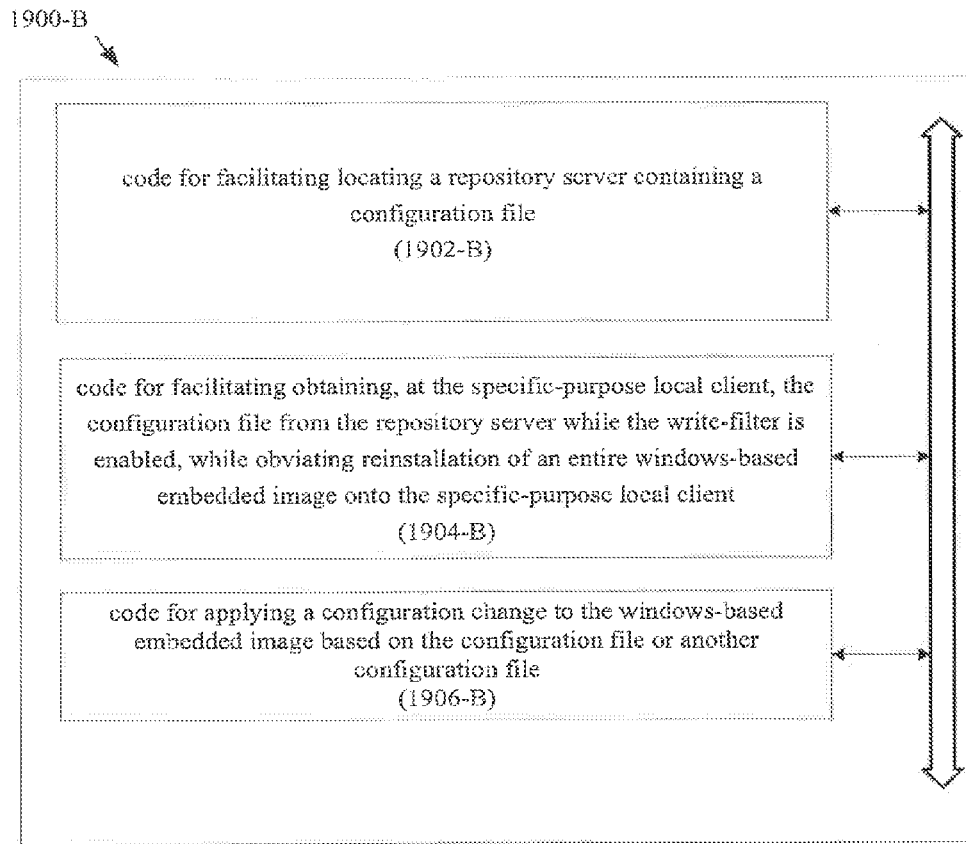 1900-B
code for facilitating locating a repository server containing a
configuration file
(1902-B)
code for facilitating obtaining, at the specific-purpose local client, the
configuration file from the repository server while the write-filter is
enabled, while obviating reinstallation of an entire windows-based
embedded image onto the specific-purpose local client
(1904-B)
code for applying a configuration change to the windows-based
embedded image based on the configuration file or another
configuration file
(1906-B)